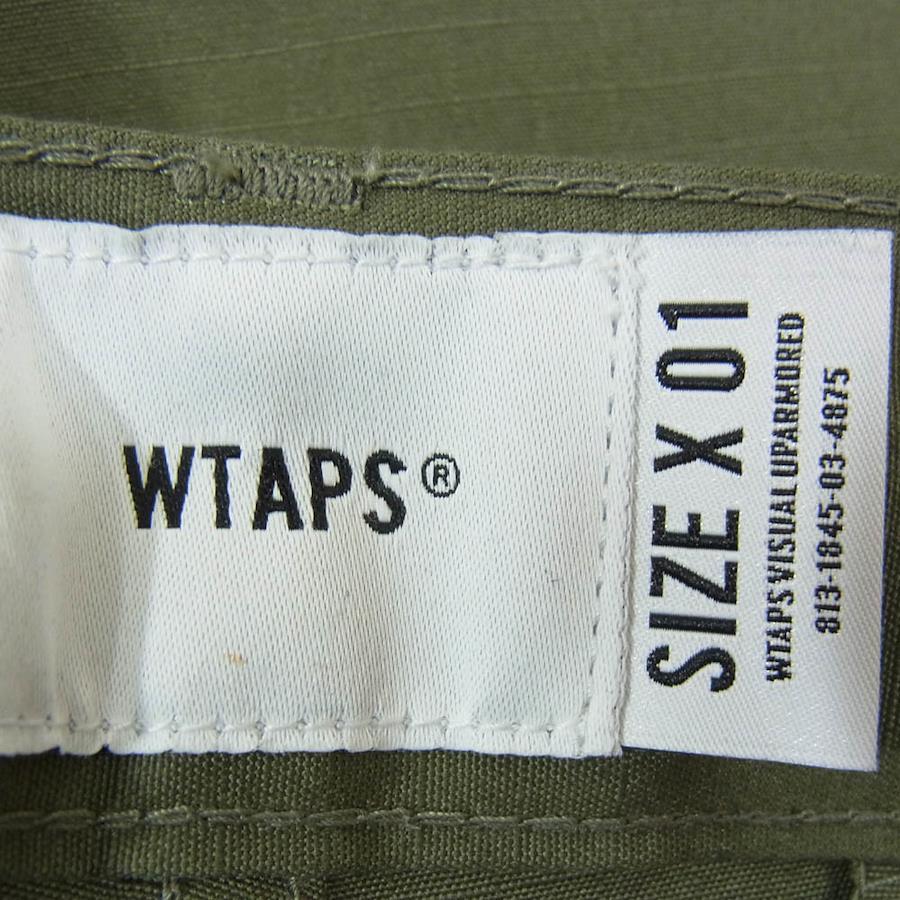 WTAPS®
SIZE X 01
WTAPS VISUAL UPARMORED
813-1845-03-4875